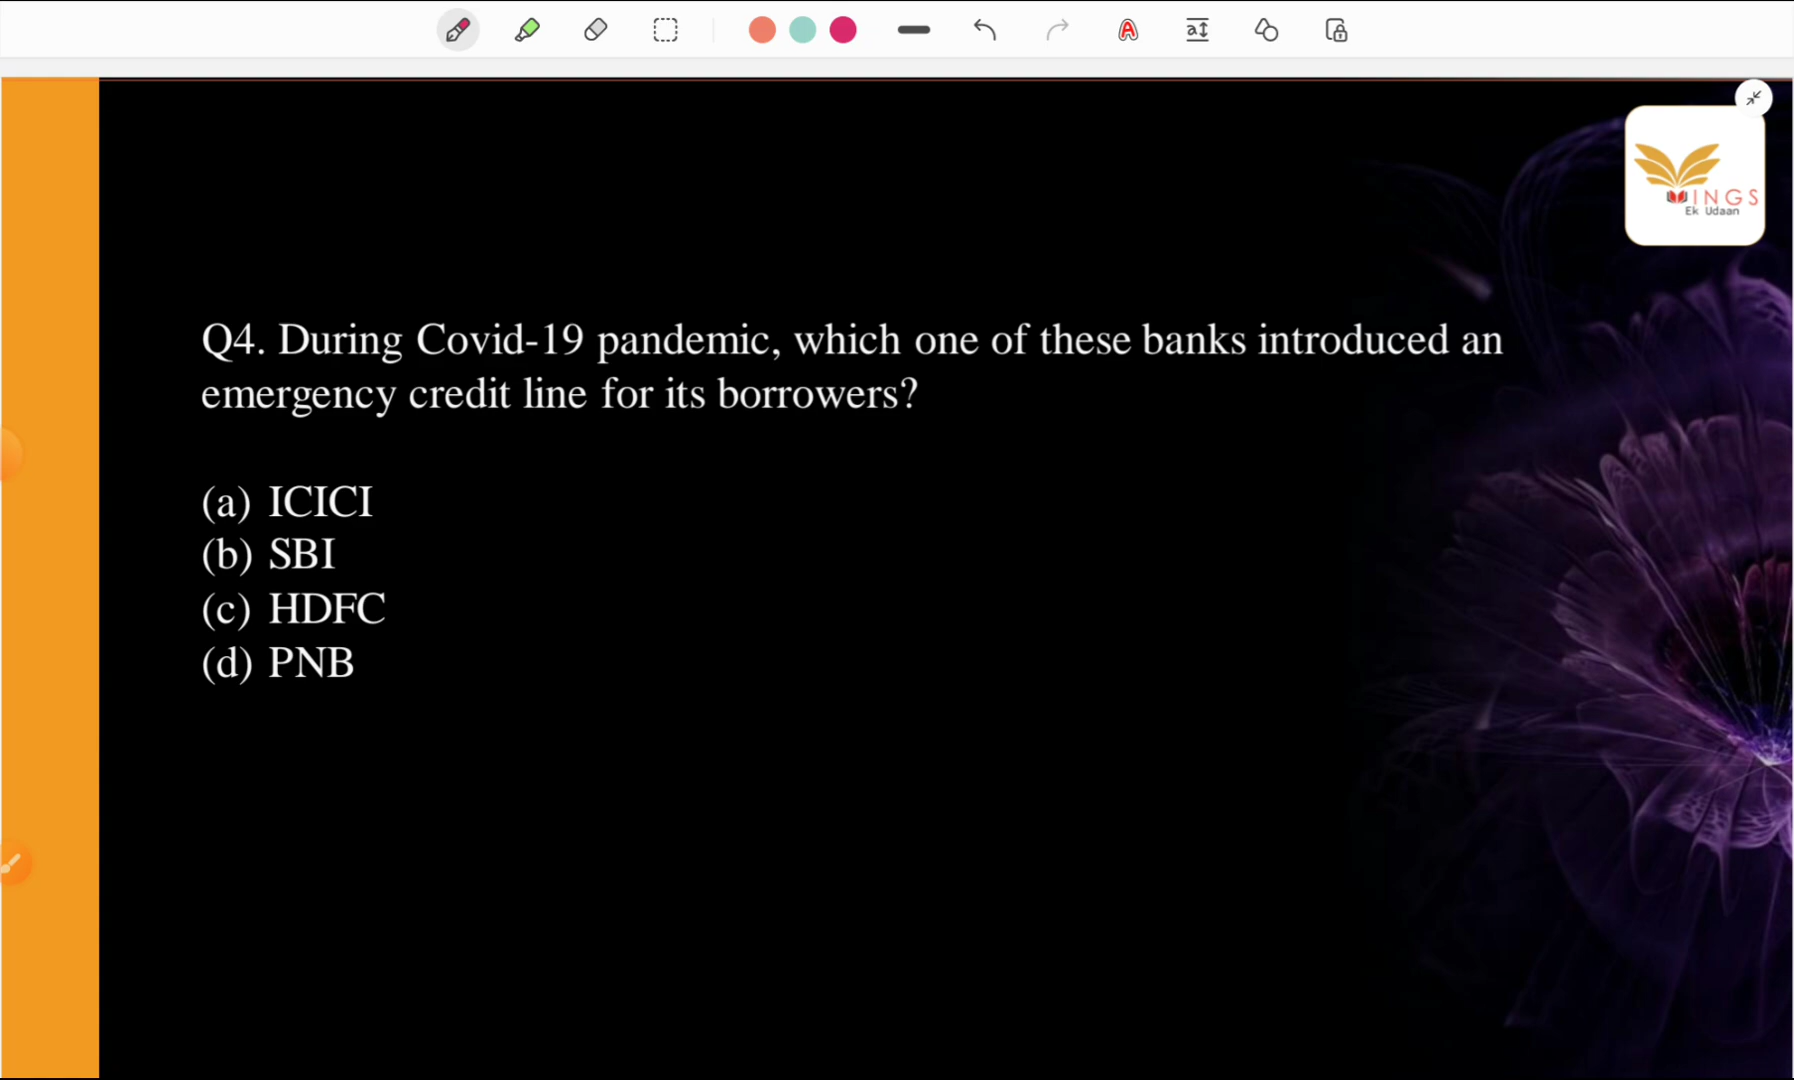 WINGS
Ek Udaan
Q4. During Covid-19 pandemic, which one of these banks introduced an
emergency credit line for its borrowers?
(a) ICICI
(b) SBI
(c) HDFC
(d) PNB